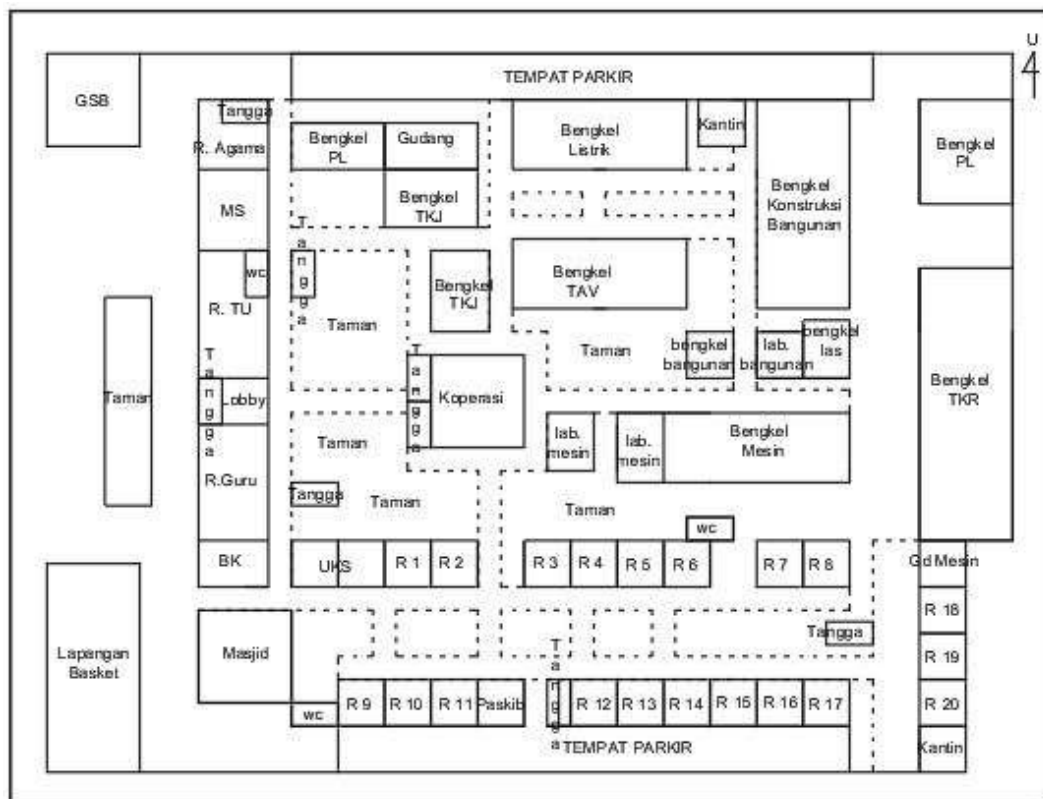 U
TEMPAT PARKIR
GSB
Tangga
R. Agama
Bengkel
PL
Gudang
Bengkel
Listrik
Kantin
Bengkel
PL
MS
Bengkel
TKJ
Bengkel
Konstruksi
Bangunan
Tangga
wc
R. TU
Bengkel
TKJ
Bengkel
TAV
Taman
Taman
bengkel
bangunan
lab.
bangunan
bengkel
las
Bengkel
TKR
Taman
Tangga
Lobby
Tangga
Koperasi
Taman
lab.
mesin
lab.
mesin
Bengkel
Mesin
R.Guru
Tangga
Taman
Taman
wc
BK
UKS
R 1
R 2
R 3
R 4
R 5
R 6
R 7
R 8
Gd Mesin
R 18
Lapangan
Basket
Masjid
Tangga
Tangga
R 19
wc
R 9
R 10
R 11
Paskib
R 12
R 13
R 14
R 15
R 16
R 17
R 20
TEMPAT PARKIR
Kantin